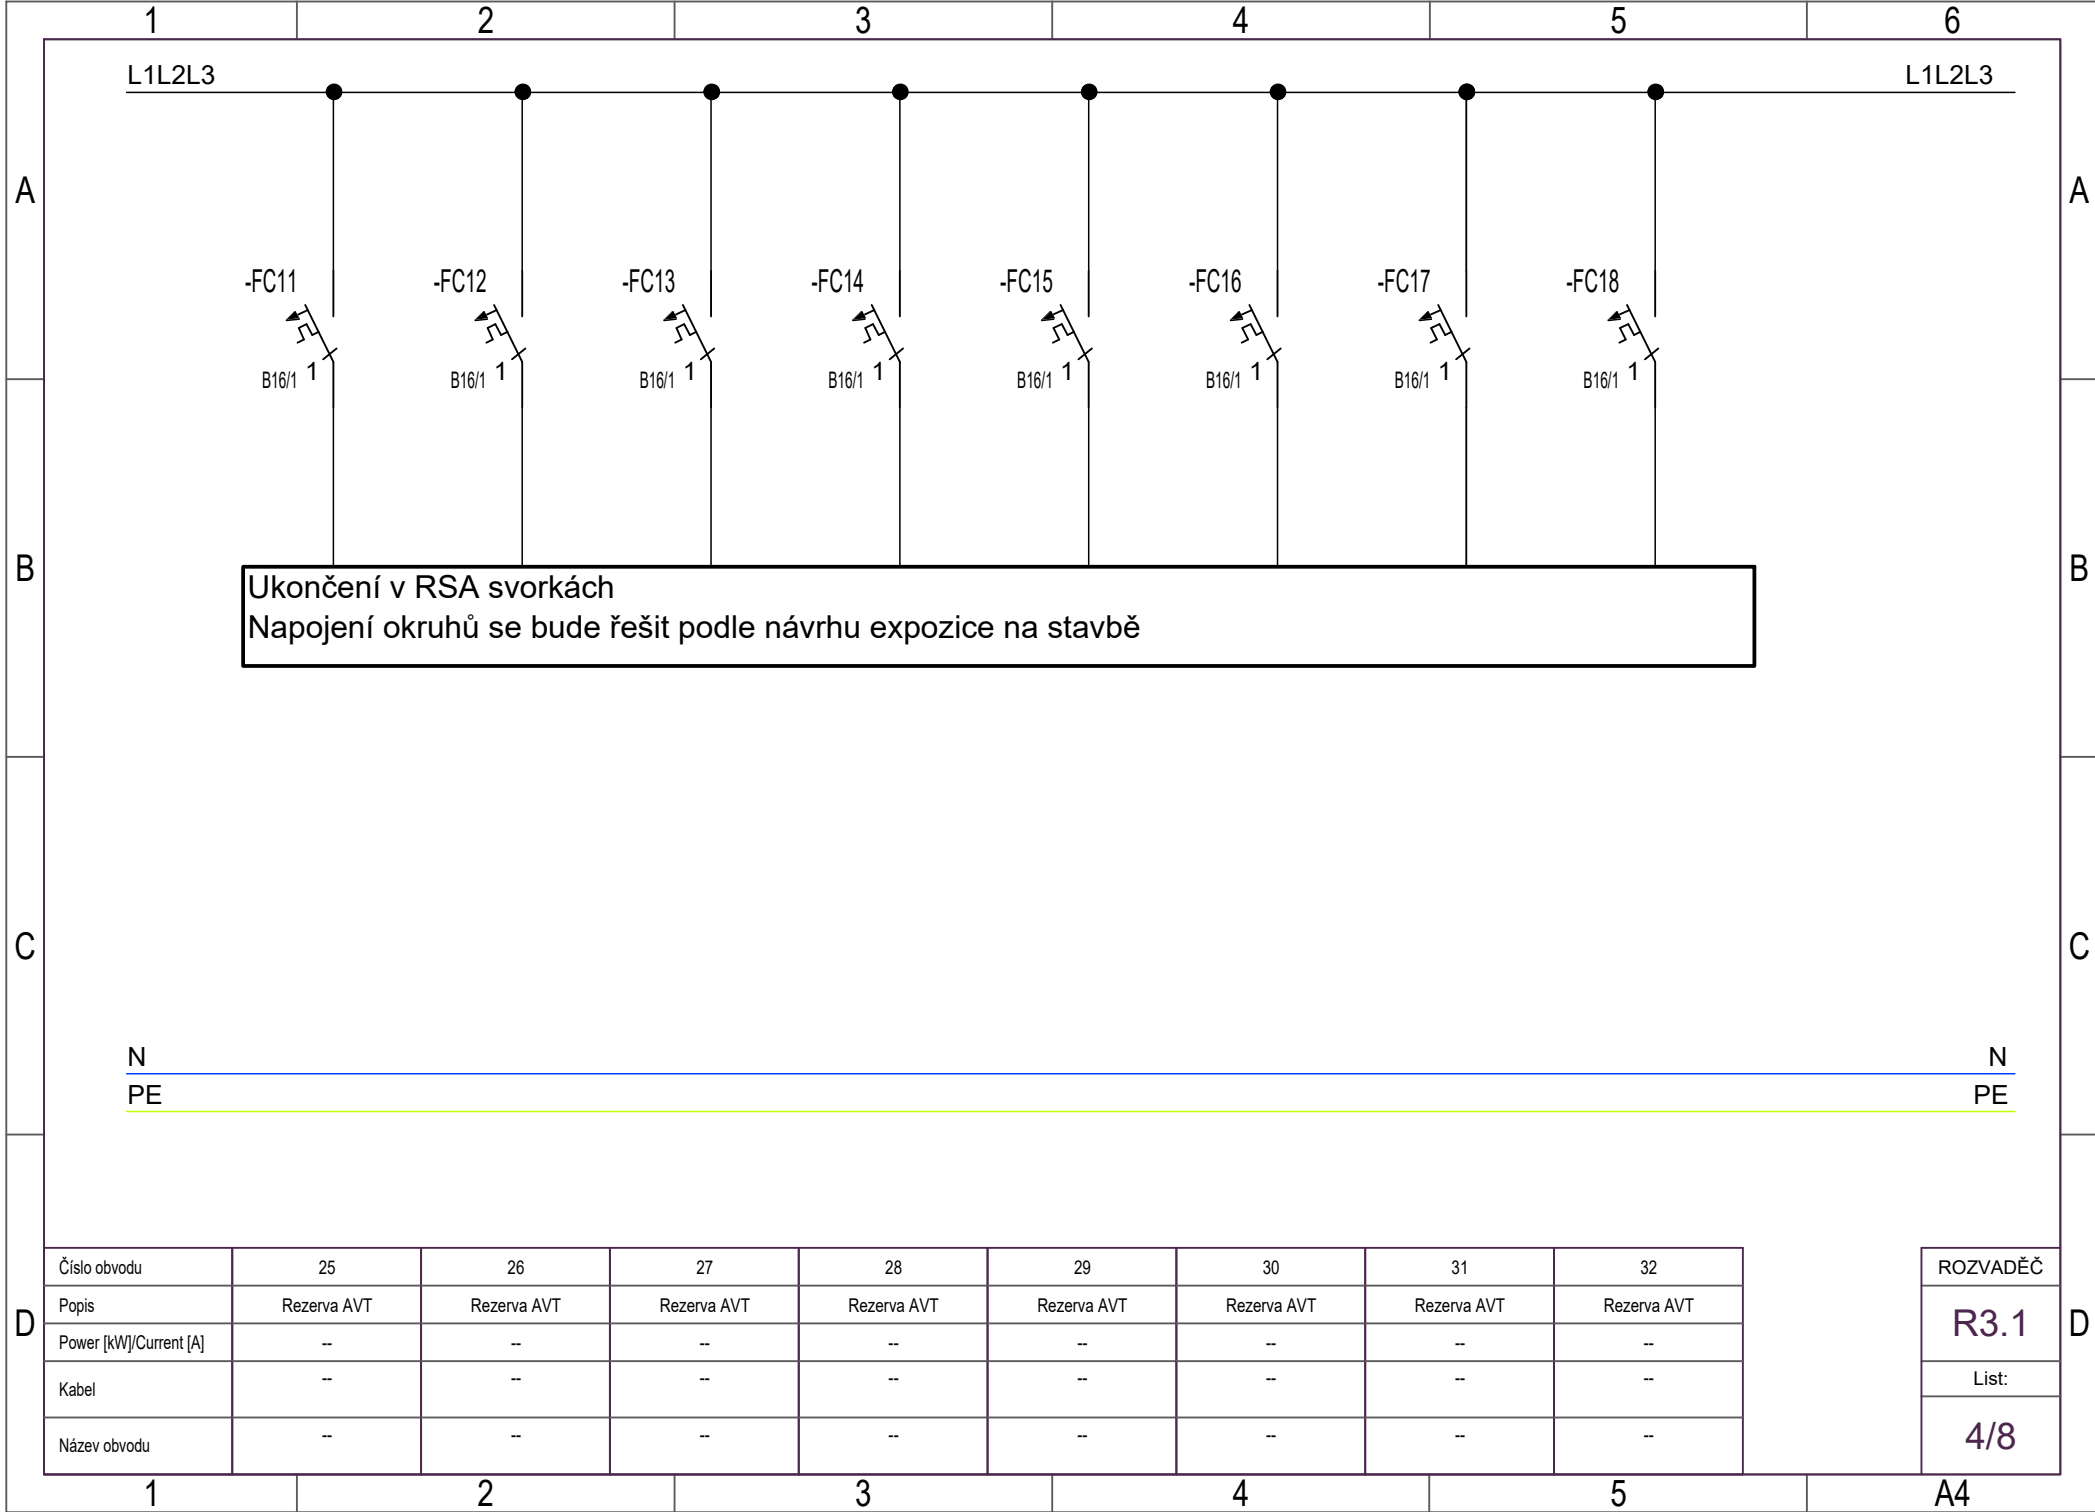 1 2 3 4 5 6
L1L2L3 L1L2L3
A A
-FC11 -FC12 -FC13 -FC14 -FC15 -FC16 -FC17 -FC18
B16/1 1 B16/1 1 B16/1 1 B16/1 1 B16/1 1 B16/1 1 B16/1 1 B16/1 1
B B
Ukončení v RSA svorkách
Napojení okruhů se bude řešit podle návrhu expozice na stavbě
C C
N N
PE PE
D D
Číslo obvodu 25 26 27 28 29 30 31 32
Popis Rezerva AVT Rezerva AVT Rezerva AVT Rezerva AVT Rezerva AVT Rezerva AVT Rezerva AVT Rezerva AVT
Power [kW]/Current [A] -- -- -- -- -- -- -- --
Kabel -- -- -- -- -- -- -- --
Název obvodu -- -- -- -- -- -- -- --
ROZVADĚČ
R3.1
List:
4/8
1 2 3 4 5 A4